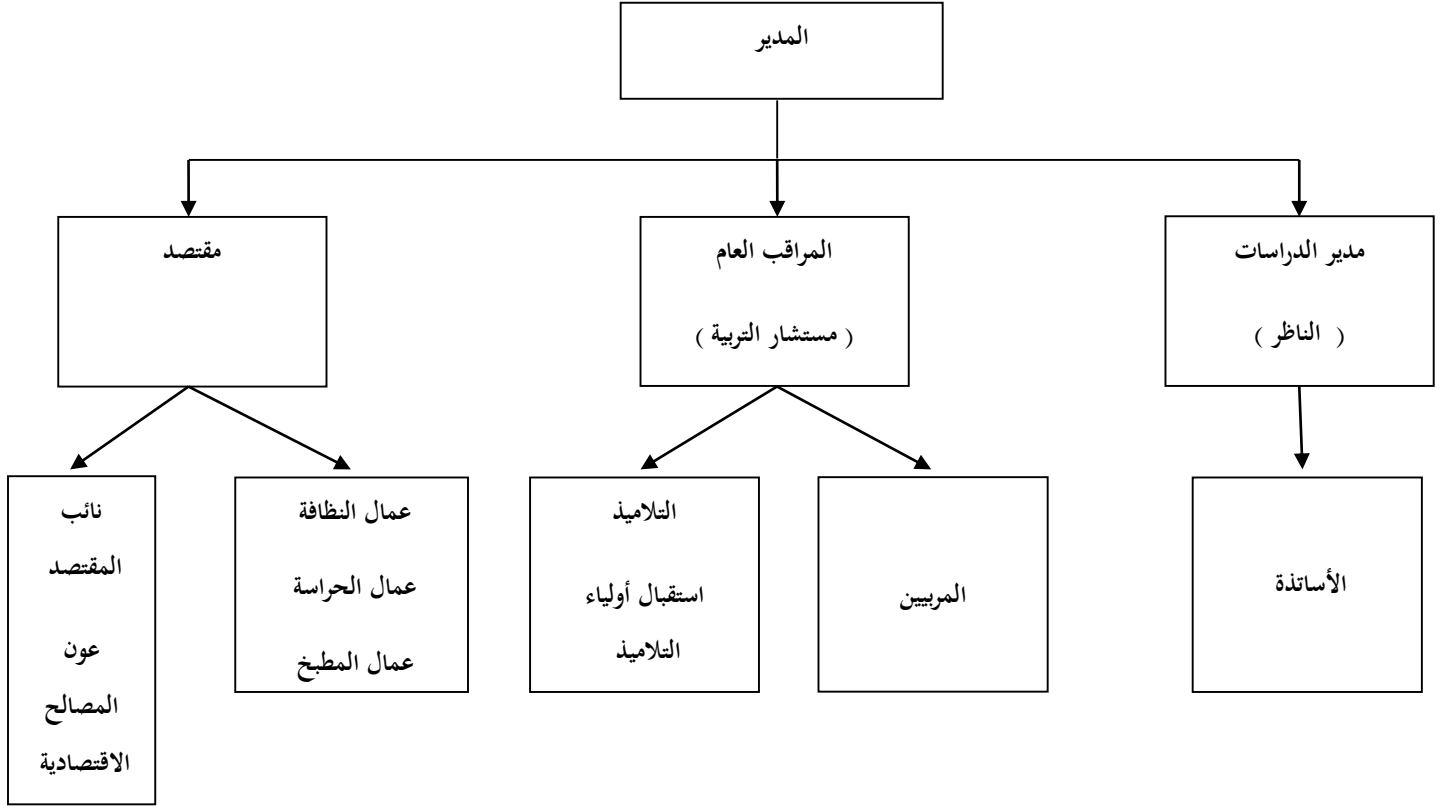 المدير
مدير الدراسات
( الناظر )
المراقب العام
( مستشار التربية )
مقتصد
الأساتذة
المربيين
التلاميذ
استقبال أولياء
التلاميذ
عمال النظافة
عمال الحراسة
عمال المطبخ
نائب
المقتصد
عون
المصالح
الاقتصادية